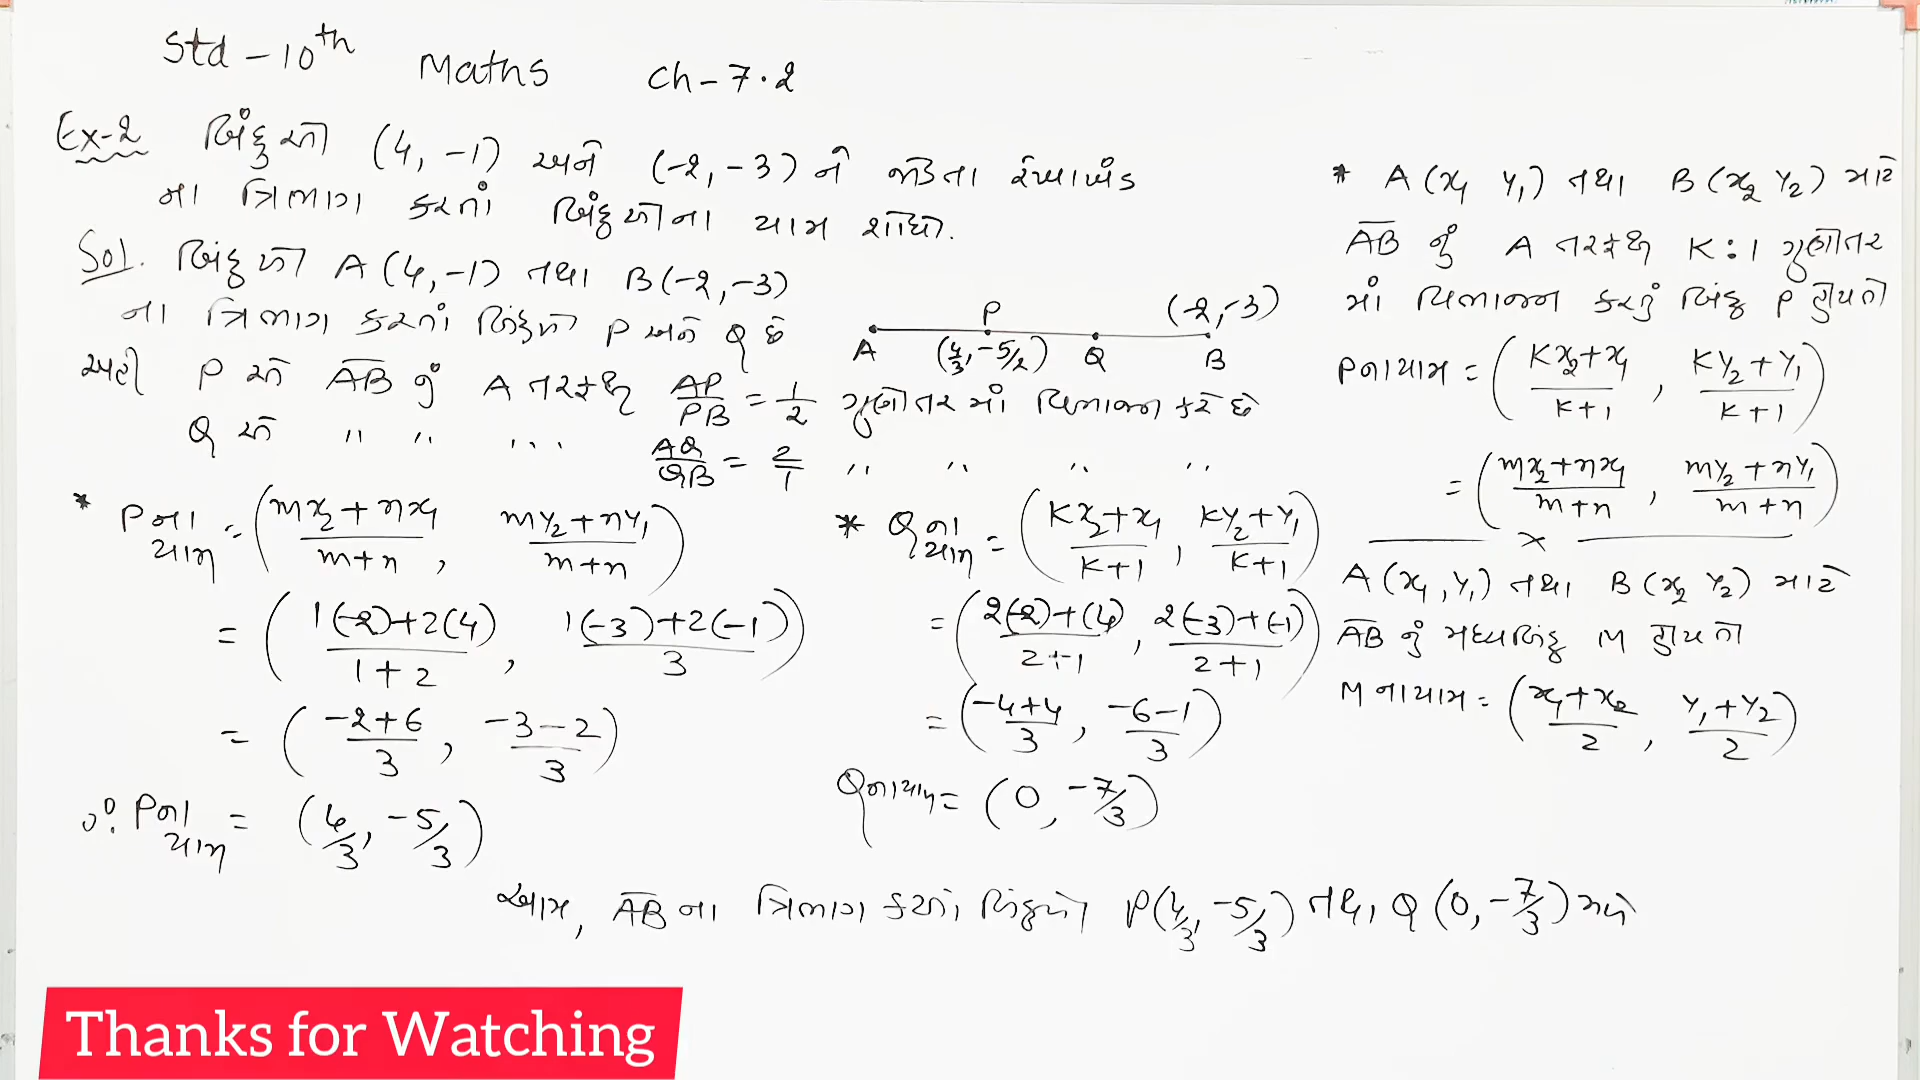 Std - 10th Maths Ch - 7.2
Ex-2 બિંદુઓ (4, -1) અને (-2, -3) ને જોડતા રેખાખંડ
ના ત્રિભાગ કરતાં બિંદુઓના યામ શોધો.
Sol. બિંદુઓ A(4, -1) તથા B(-2, -3)
ના ત્રિભાગ કરતાં બિંદુઓ P અને Q છે
A P Q B
(4/3, -5/2) (-2, -3)
અહીં P એ A̅B̅ નું A તરફથી AP/PB = 1/2 ગુણોત્તરમાં વિભાજન કરે છે
Q એ " " " AQ/QB = 2/1 " " " "
* P ના યામ = (mx₂ + nx₁ / m+n , my₂ + ny₁ / m+n)
= (1(-2)+2(4) / 1+2 , 1(-3)+2(-1) / 3)
= (-2+6 / 3 , -3-2 / 3)
∴ P ના યામ = (4/3, -5/3)
* Q ના યામ = (Kx₂+x₁ / K+1 , Ky₂+y₁ / K+1)
= (2(-2)+(4) / 2+1 , 2(-3)+(-1) / 2+1)
= (-4+4 / 3 , -6-1 / 3)
Q ના યામ = (0, -7/3)
આમ, A̅B̅ ના ત્રિભાગ કરતાં બિંદુઓ P(4/3, -5/3) તથા Q(0, -7/3) મળે
* A(x₁ y₁) તથા B(x₂ y₂) માટે
A̅B̅ નું A તરફથી K:1 ગુણોત્તર
માં વિભાજન કરતું બિંદુ P હોય તો
P ના યામ = (Kx₂+x₁ / K+1 , Ky₂+y₁ / K+1)
= (mx₂+nx₁ / m+n , my₂+ny₁ / m+n)
x
A(x₁, y₁) તથા B(x₂ y₂) માટે
A̅B̅ નું મધ્યબિંદુ M હોય તો
M ના યામ = (x₁+x₂ / 2 , y₁+y₂ / 2)
Thanks for Watching